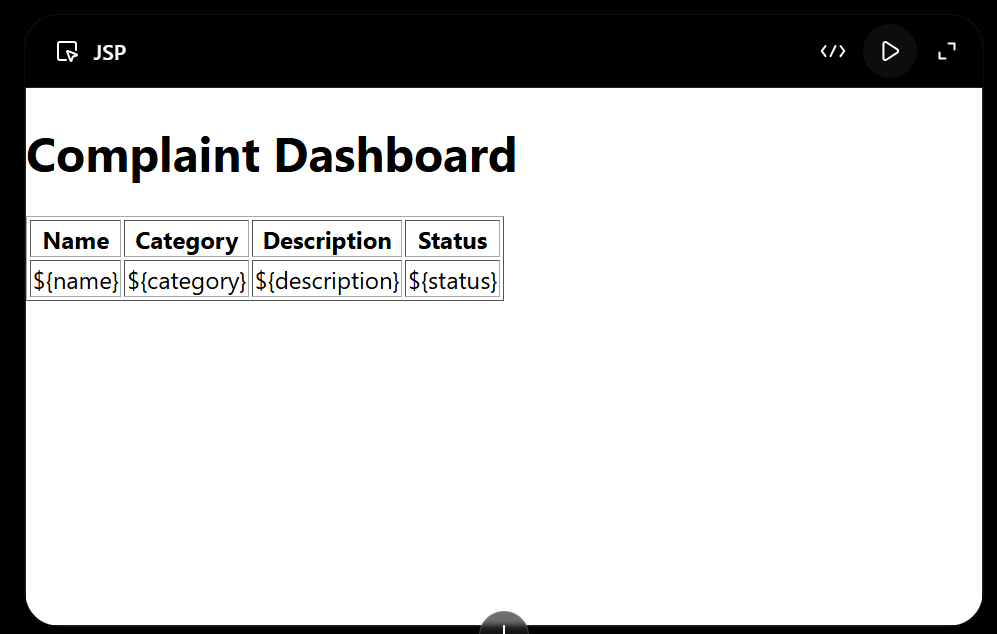 JSP
Complaint Dashboard
Name Category Description Status
${name} ${category} ${description} ${status}